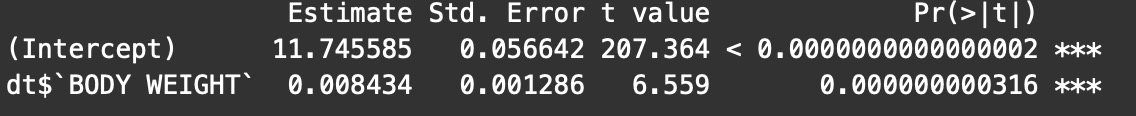 Estimate Std. Error t value Pr(>|t|)
(Intercept) 11.745585 0.056642 207.364 < 0.0000000000000002 ***
dt$`BODY WEIGHT` 0.008434 0.001286 6.559 0.000000000316 ***